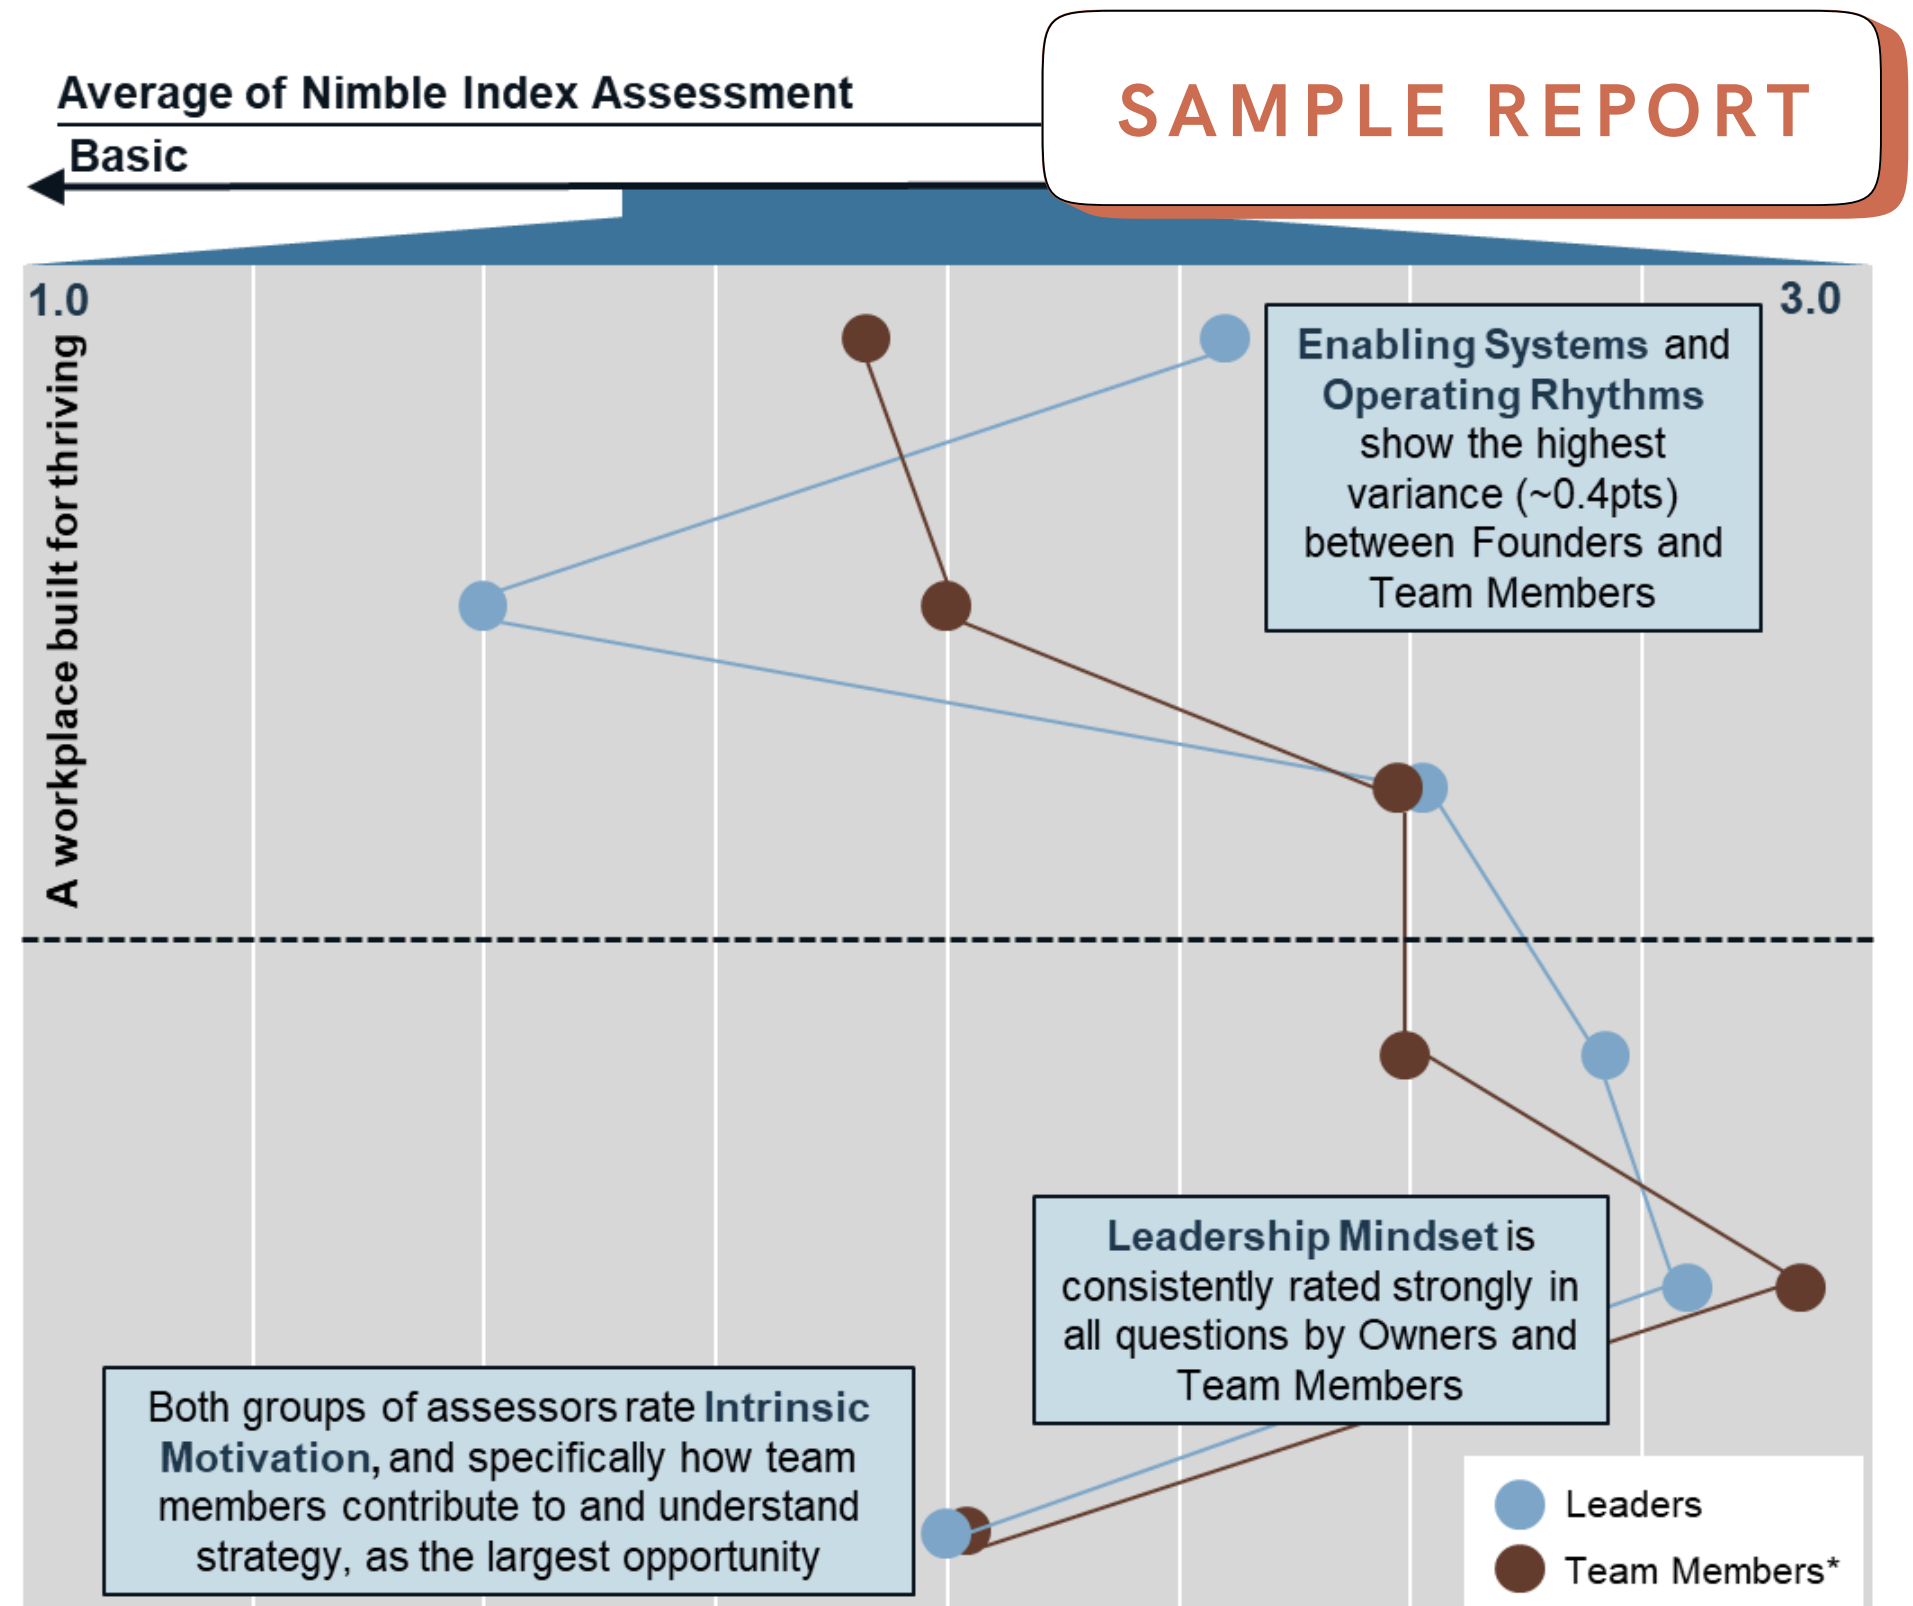 SAMPLE REPORT
Average of Nimble Index Assessment
Basic
1.0
3.0
A workplace built for thriving
Enabling Systems and
Operating Rhythms
show the highest
variance (~0.4pts)
between Founders and
Team Members
Leadership Mindset is
consistently rated strongly in
all questions by Owners and
Team Members
Both groups of assessors rate Intrinsic
Motivation, and specifically how team
members contribute to and understand
strategy, as the largest opportunity
Leaders
Team Members*